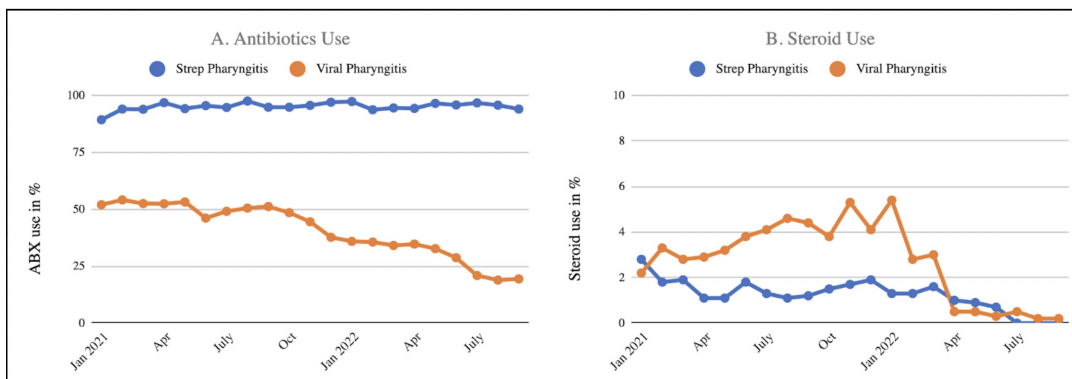 A. Antibiotics Use
Strep Pharyngitis Viral Pharyngitis
ABX use in %
100
75
50
25
0
Jan 2021 Apr July Oct Jan 2022 Apr July
B. Steroid Use
Strep Pharyngitis Viral Pharyngitis
Steroid use in %
10
8
6
4
2
0
Jan 2021 Apr July Oct Jan 2022 Apr July